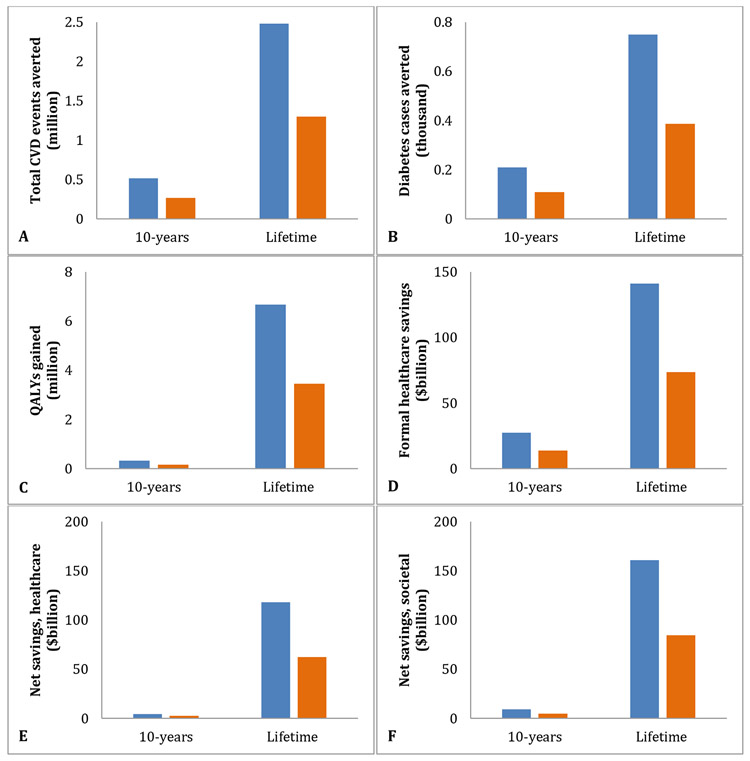 Total CVD events averted
(million)
2.5
2
1.5
1
0.5
0
10-years
Lifetime
A
Diabetes cases averted
(thousand)
0.8
0.6
0.4
0.2
0
10-years
Lifetime
B
QALYs gained
(million)
8
6
4
2
0
10-years
Lifetime
C
Formal healthcare savings
($billion)
150
100
50
0
10-years
Lifetime
D
Net savings, healthcare
($billion)
200
150
100
50
0
10-years
Lifetime
E
Net savings, societal
($billion)
200
150
100
50
0
10-years
Lifetime
F